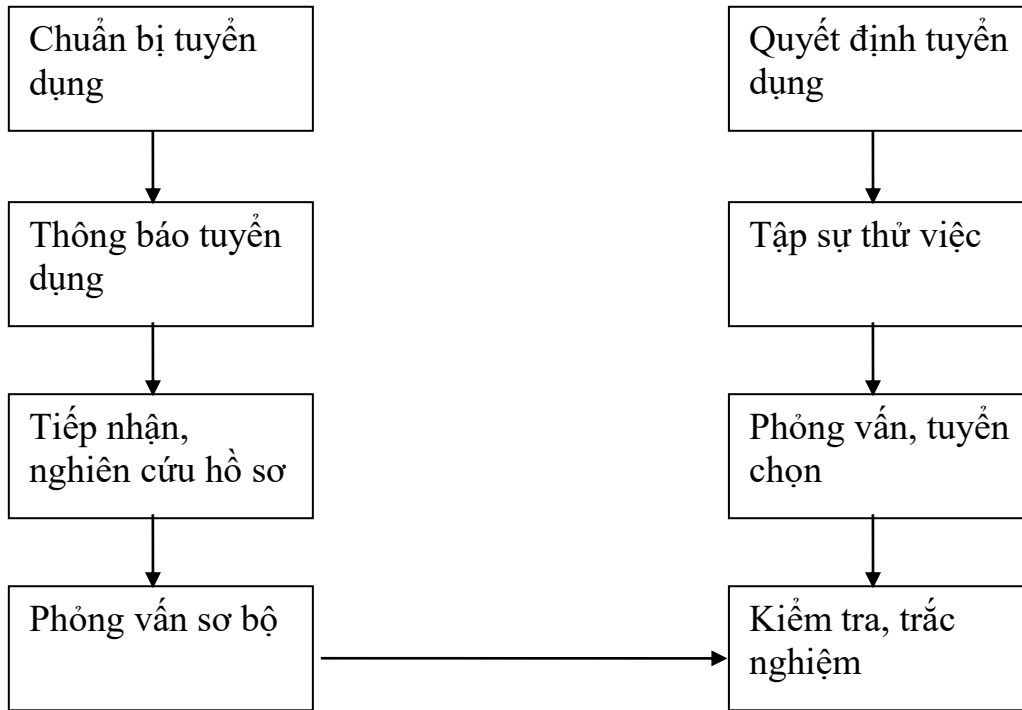 Chuẩn bị tuyển
dụng
Thông báo tuyển
dụng
Tiếp nhận,
nghiên cứu hồ sơ
Phỏng vấn sơ bộ
Quyết định tuyển
dụng
Tập sự thử việc
Phỏng vấn, tuyển
chọn
Kiểm tra, trắc
nghiệm